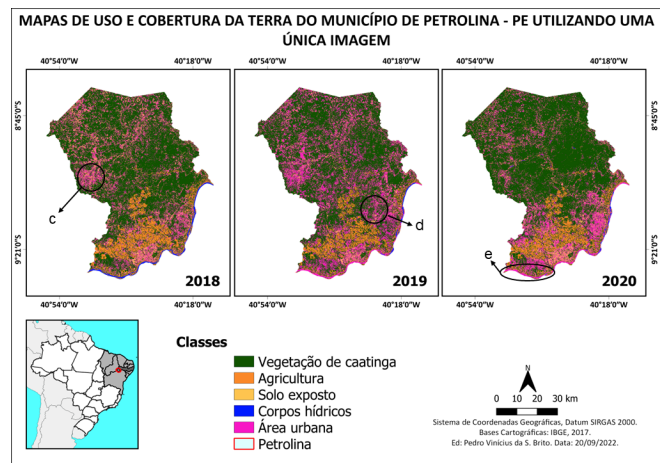 MAPAS DE USO E COBERTURA DA TERRA DO MUNICÍPIO DE PETROLINA - PE UTILIZANDO UMA
ÚNICA IMAGEM
40°54'0"W 40°18'0"W 40°54'0"W 40°18'0"W 40°54'0"W 40°18'0"W
8°45'0"S
8°45'0"S
9°21'0"S
9°21'0"S
c
d
e
2018
2019
2020
40°54'0"W 40°18'0"W 40°54'0"W 40°18'0"W 40°54'0"W 40°18'0"W
Classes
Vegetação de caatinga
Agricultura
Solo exposto
Corpos hídricos
Área urbana
Petrolina
N
10 0 10 20 30 km
Sistema de Coordenadas Geográficas, Datum SIRGAS 2000.
Bases Cartográficas: IBGE, 2017.
Ed: Pedro Vinícius da S. Brito. Data: 20/09/2022.